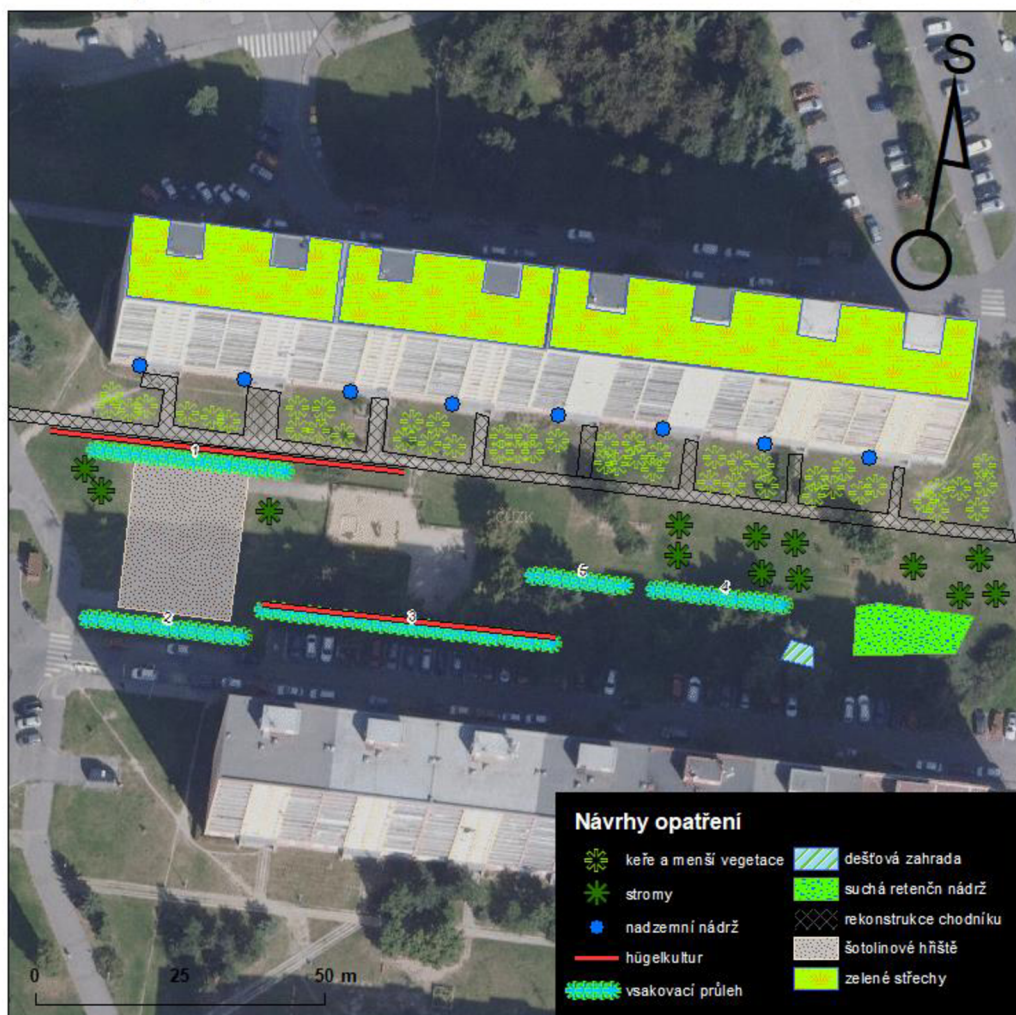 S
1
5
4
3
2
ČÚZK
Návrhy opatření
keře a menší vegetace
stromy
nadzemní nádrž
hügelkultur
vsakovací průleh
dešťová zahrada
suchá retenčn nádrž
rekonstrukce chodníku
šotolinové hřiště
zelené střechy
0 25 50 m